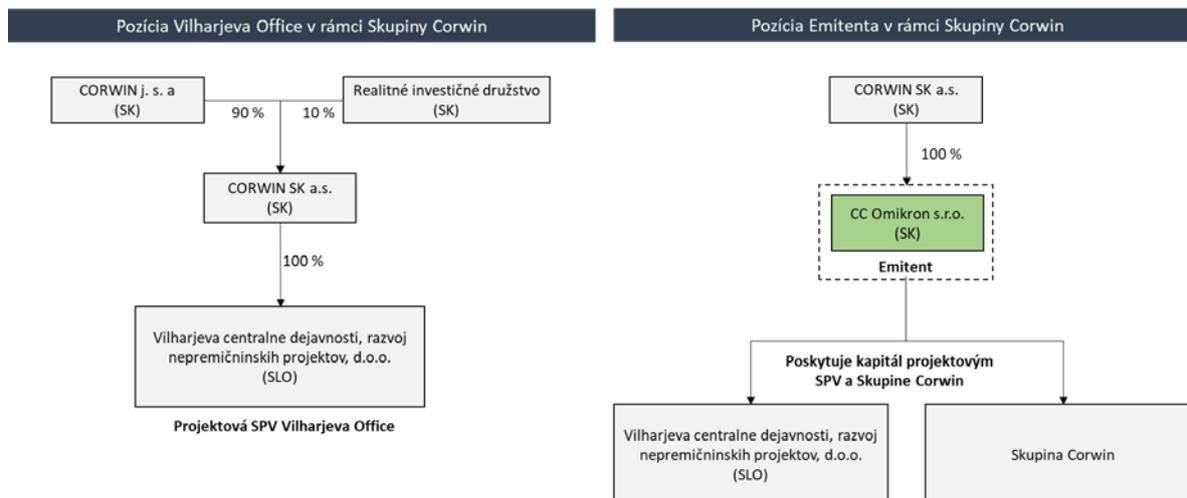 Pozícia Vilharjeva Office v rámci Skupiny Corwin
CORWIN j. s. a
(SK)
Realitné investičné družstvo
(SK)
90 %
10 %
CORWIN SK a.s.
(SK)
100 %
Vilharjeva centralne dejavnosti, razvoj
nepremičninskih projektov, d.o.o.
(SLO)
Projektová SPV Vilharjeva Office
Pozícia Emitenta v rámci Skupiny Corwin
CORWIN SK a.s.
(SK)
100 %
CC Omikron s.r.o.
(SK)
Emitent
Poskytuje kapitál projektovým
SPV a Skupine Corwin
Vilharjeva centralne dejavnosti, razvoj
nepremičninskih projektov, d.o.o.
(SLO)
Skupina Corwin